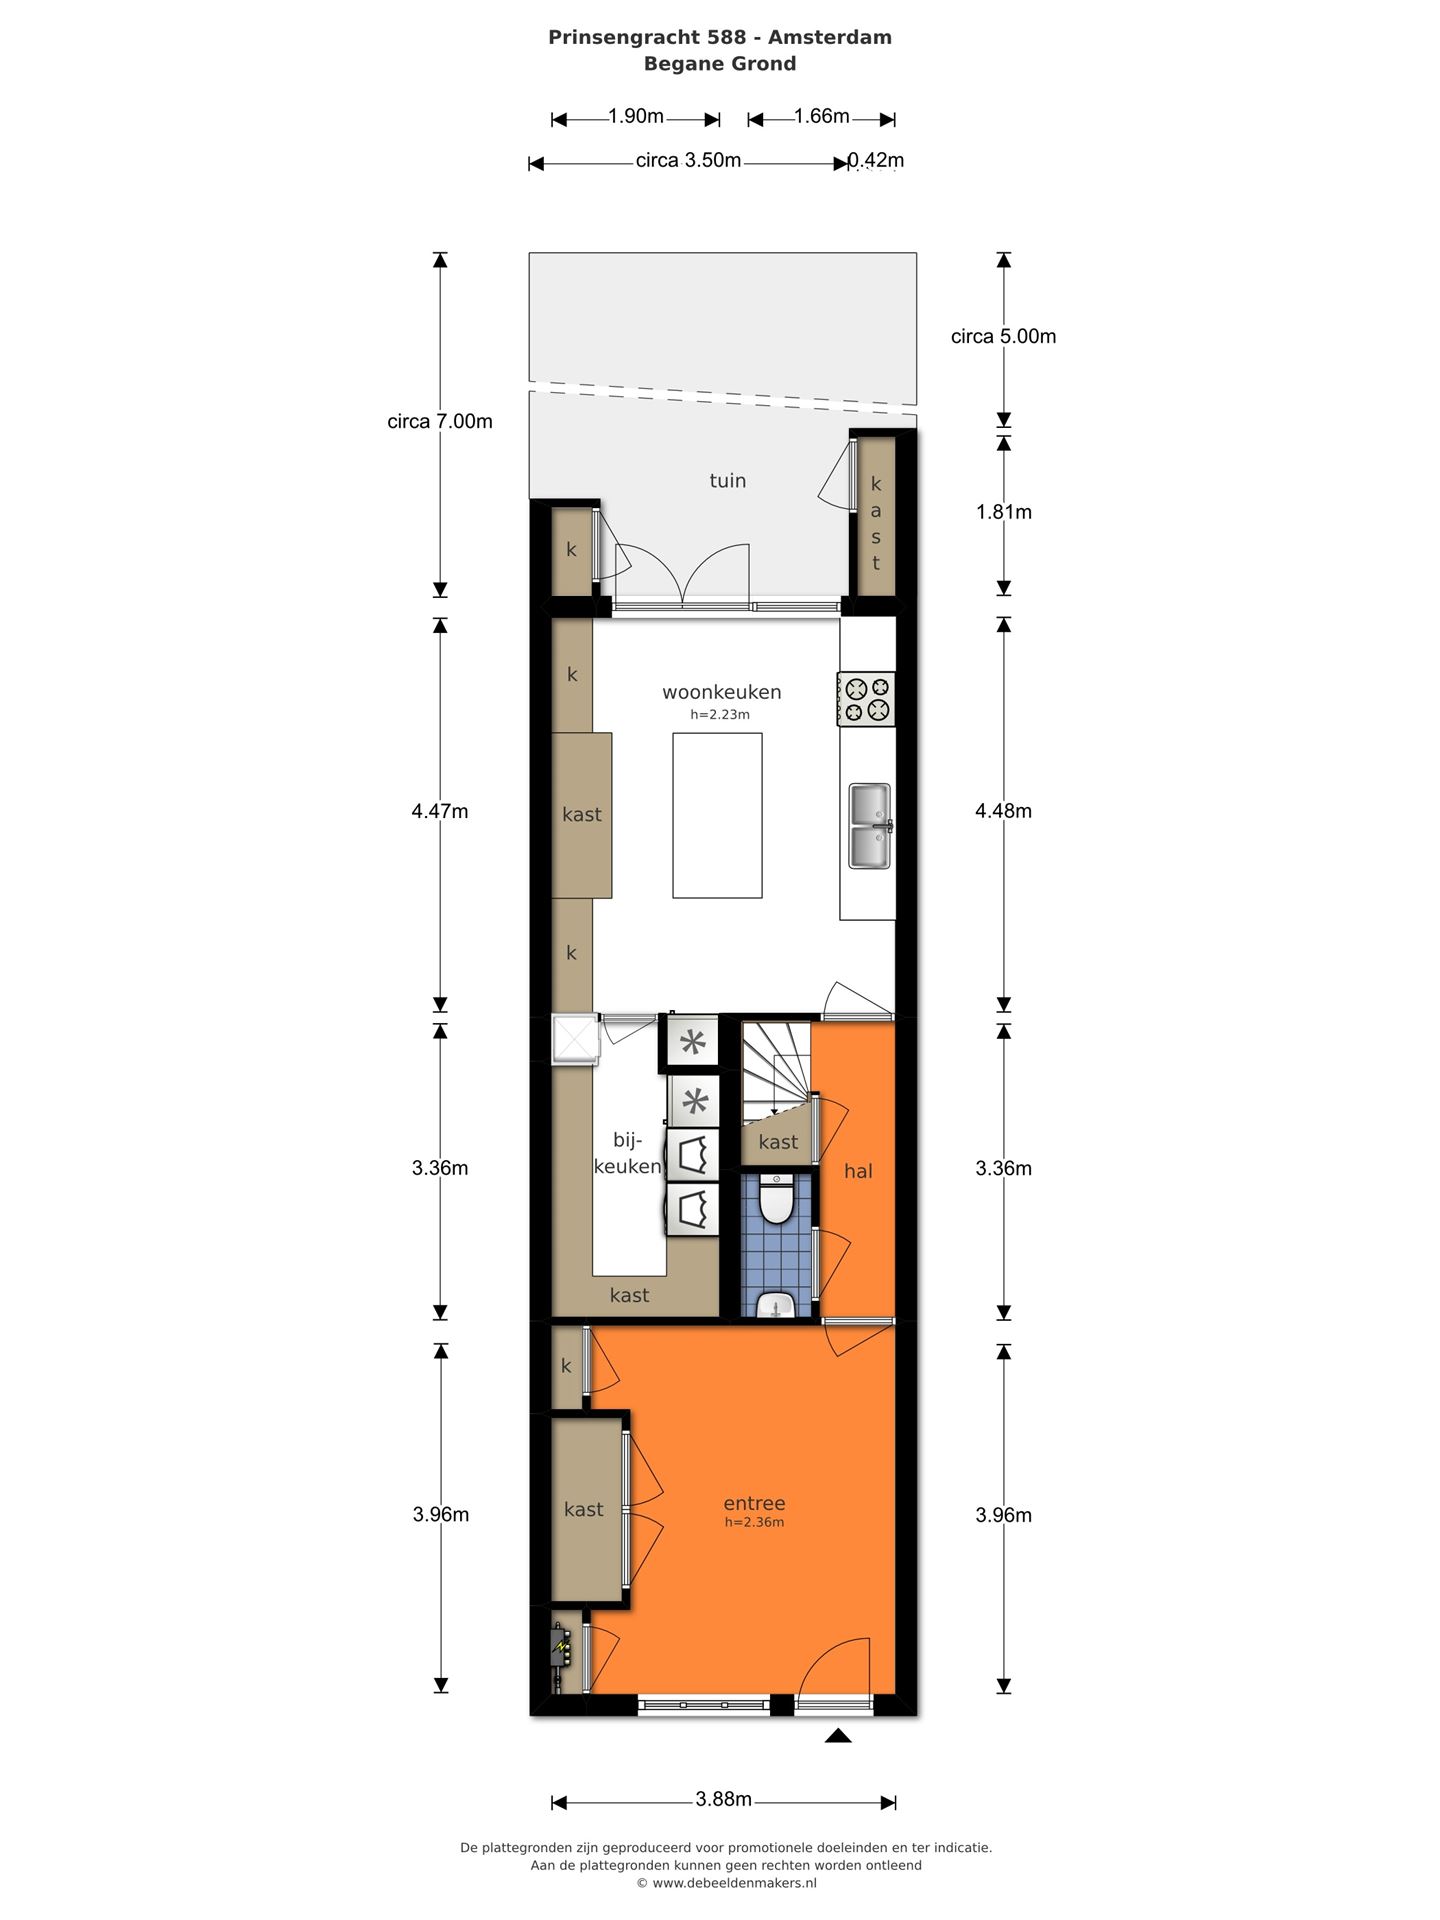 Prinsengracht 588 - Amsterdam
Begane Grond
1.90m
1.66m
circa 3.50m
0.42m
circa 5.00m
circa 7.00m
tuin
k
a
s
t
1.81m
k
k
woonkeuken
h=2.23m
kast
4.47m
4.48m
k
bij-
keuken
kast
hal
3.36m
3.36m
kast
k
kast
entree
h=2.36m
3.96m
3.96m
3.88m
De plattegronden zijn geproduceerd voor promotionele doeleinden en ter indicatie.
Aan de plattegronden kunnen geen rechten worden ontleend
© www.debeeldenmakers.nl